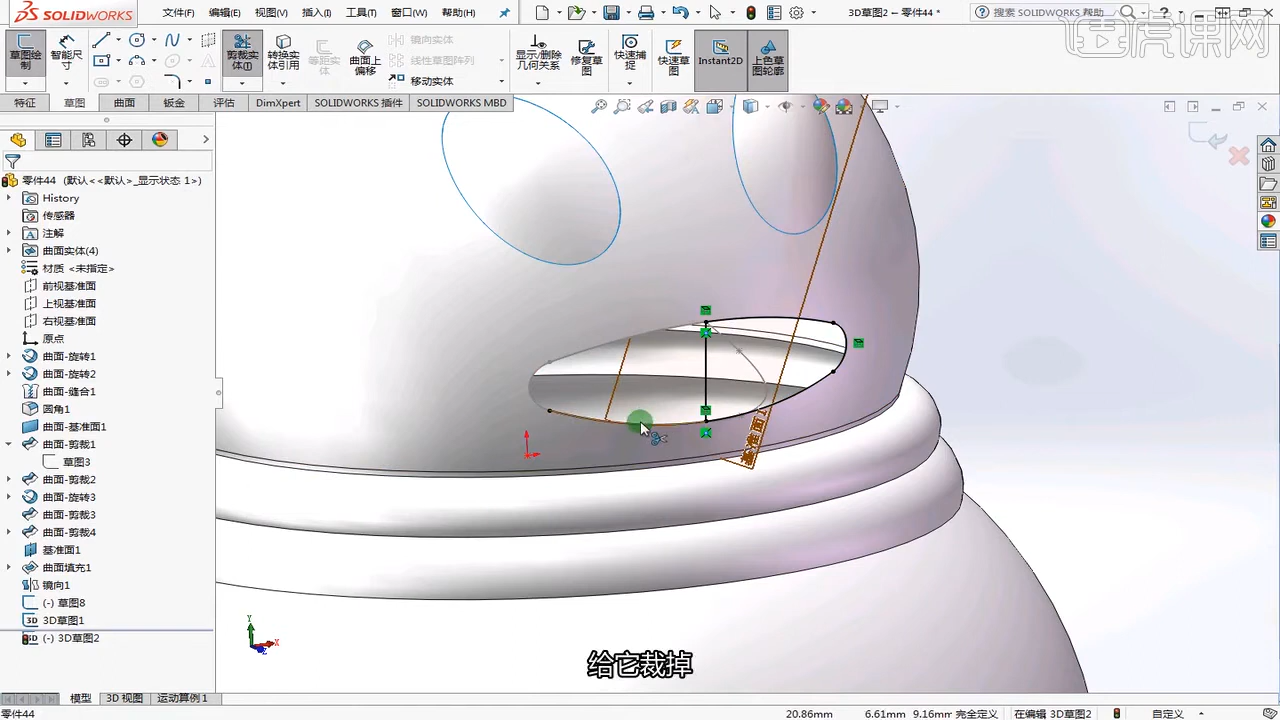 SOLIDWORKS 文件(F) 编辑(E) 视图(V) 插入(I) 工具(T) 窗口(W) 帮助(H) 3D草图2 ─ 零件44 * 搜索 SOLIDWORKS 帮助
虎课网
草图绘制 智能尺寸 剪裁实体(T) 转换实体引用 等距实体 曲面上偏移 镜向实体 线性草图阵列 移动实体 显示/删除几何关系 修复草图 快速捕捉 快速草图 Instant2D 上色草图轮廓
特征 草图 曲面 钣金 评估 DimXpert SOLIDWORKS 插件 SOLIDWORKS MBD
零件44 (默认<<默认>_显示状态 1>)
History
传感器
注解
曲面实体(4)
材质 <未指定>
前视基准面
上视基准面
右视基准面
原点
曲面-旋转1
曲面-旋转2
曲面-缝合1
圆角1
曲面-基准面1
曲面-剪裁1
草图3
曲面-剪裁2
曲面-旋转3
曲面-剪裁3
曲面-剪裁4
基准面1
曲面填充1
镜向1
(-) 草图8
3D 3D草图1
3D (-) 3D草图2
基准面1
Y
X
Z
给它裁掉
模型 3D 视图 运动算例 1
零件44 20.86mm 6.61mm 9.16mm 完全定义 在编辑 3D草图2 自定义